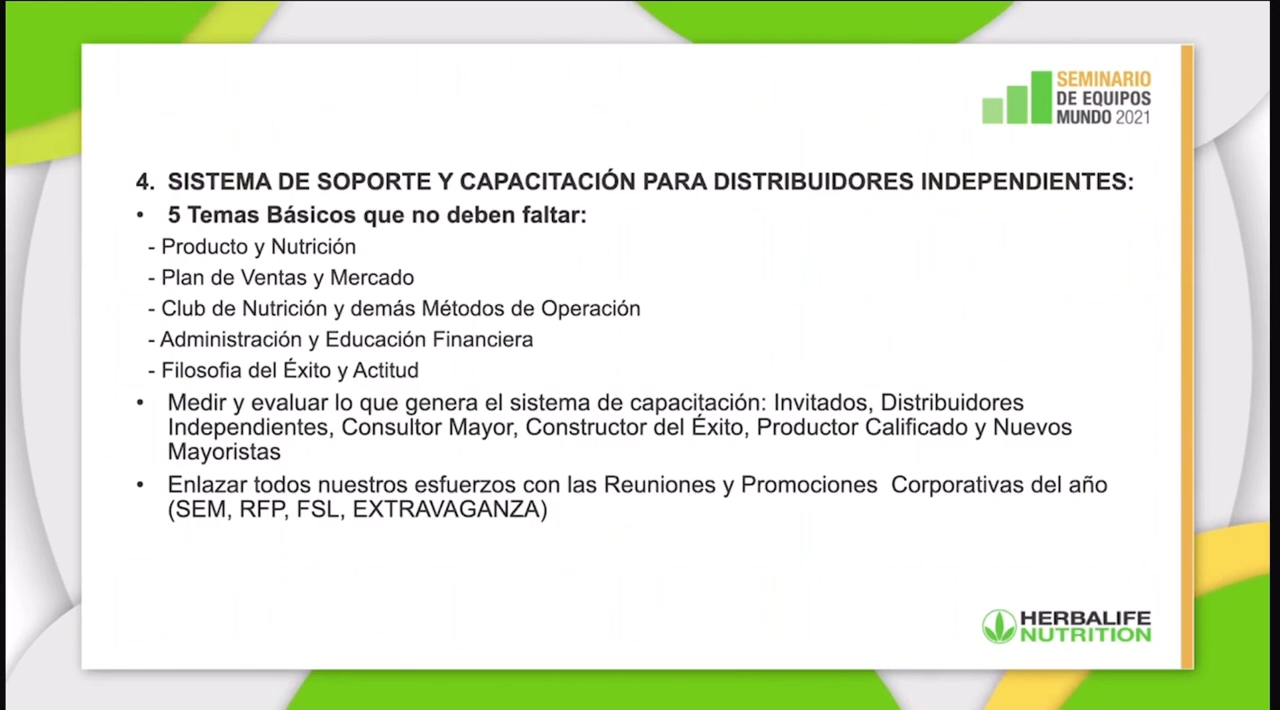 SEMINARIO
DE EQUIPOS
MUNDO 2021
4. SISTEMA DE SOPORTE Y CAPACITACIÓN PARA DISTRIBUIDORES INDEPENDIENTES:
• 5 Temas Básicos que no deben faltar:
- Producto y Nutrición
- Plan de Ventas y Mercado
- Club de Nutrición y demás Métodos de Operación
- Administración y Educación Financiera
- Filosofia del Éxito y Actitud
• Medir y evaluar lo que genera el sistema de capacitación: Invitados, Distribuidores
Independientes, Consultor Mayor, Constructor del Éxito, Productor Calificado y Nuevos
Mayoristas
• Enlazar todos nuestros esfuerzos con las Reuniones y Promociones Corporativas del año
(SEM, RFP, FSL, EXTRAVAGANZA)
HERBALIFE
NUTRITION